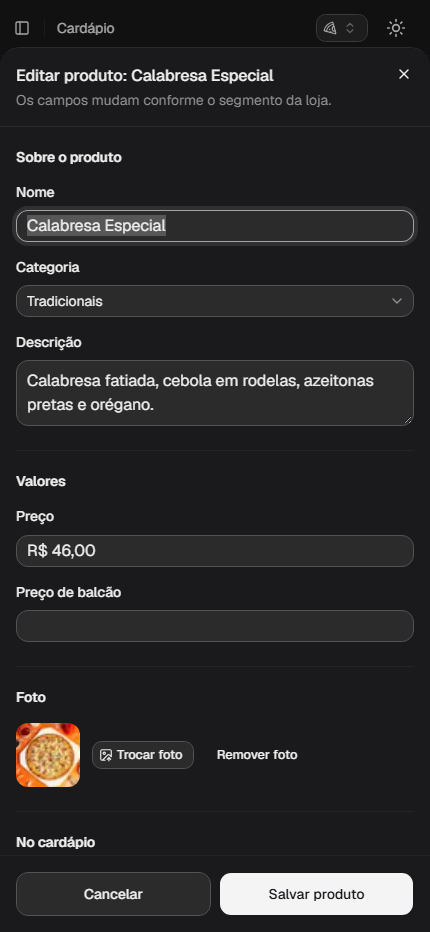 Cardápio
Editar produto: Calabresa Especial
Os campos mudam conforme o segmento da loja.
Sobre o produto
Nome
Calabresa Especial
Categoria
Tradicionais
Descrição
Calabresa fatiada, cebola em rodelas, azeitonas
pretas e orégano.
Valores
Preço
R$ 46,00
Preço de balcão
Foto
Trocar foto
Remover foto
No cardápio
Cancelar
Salvar produto